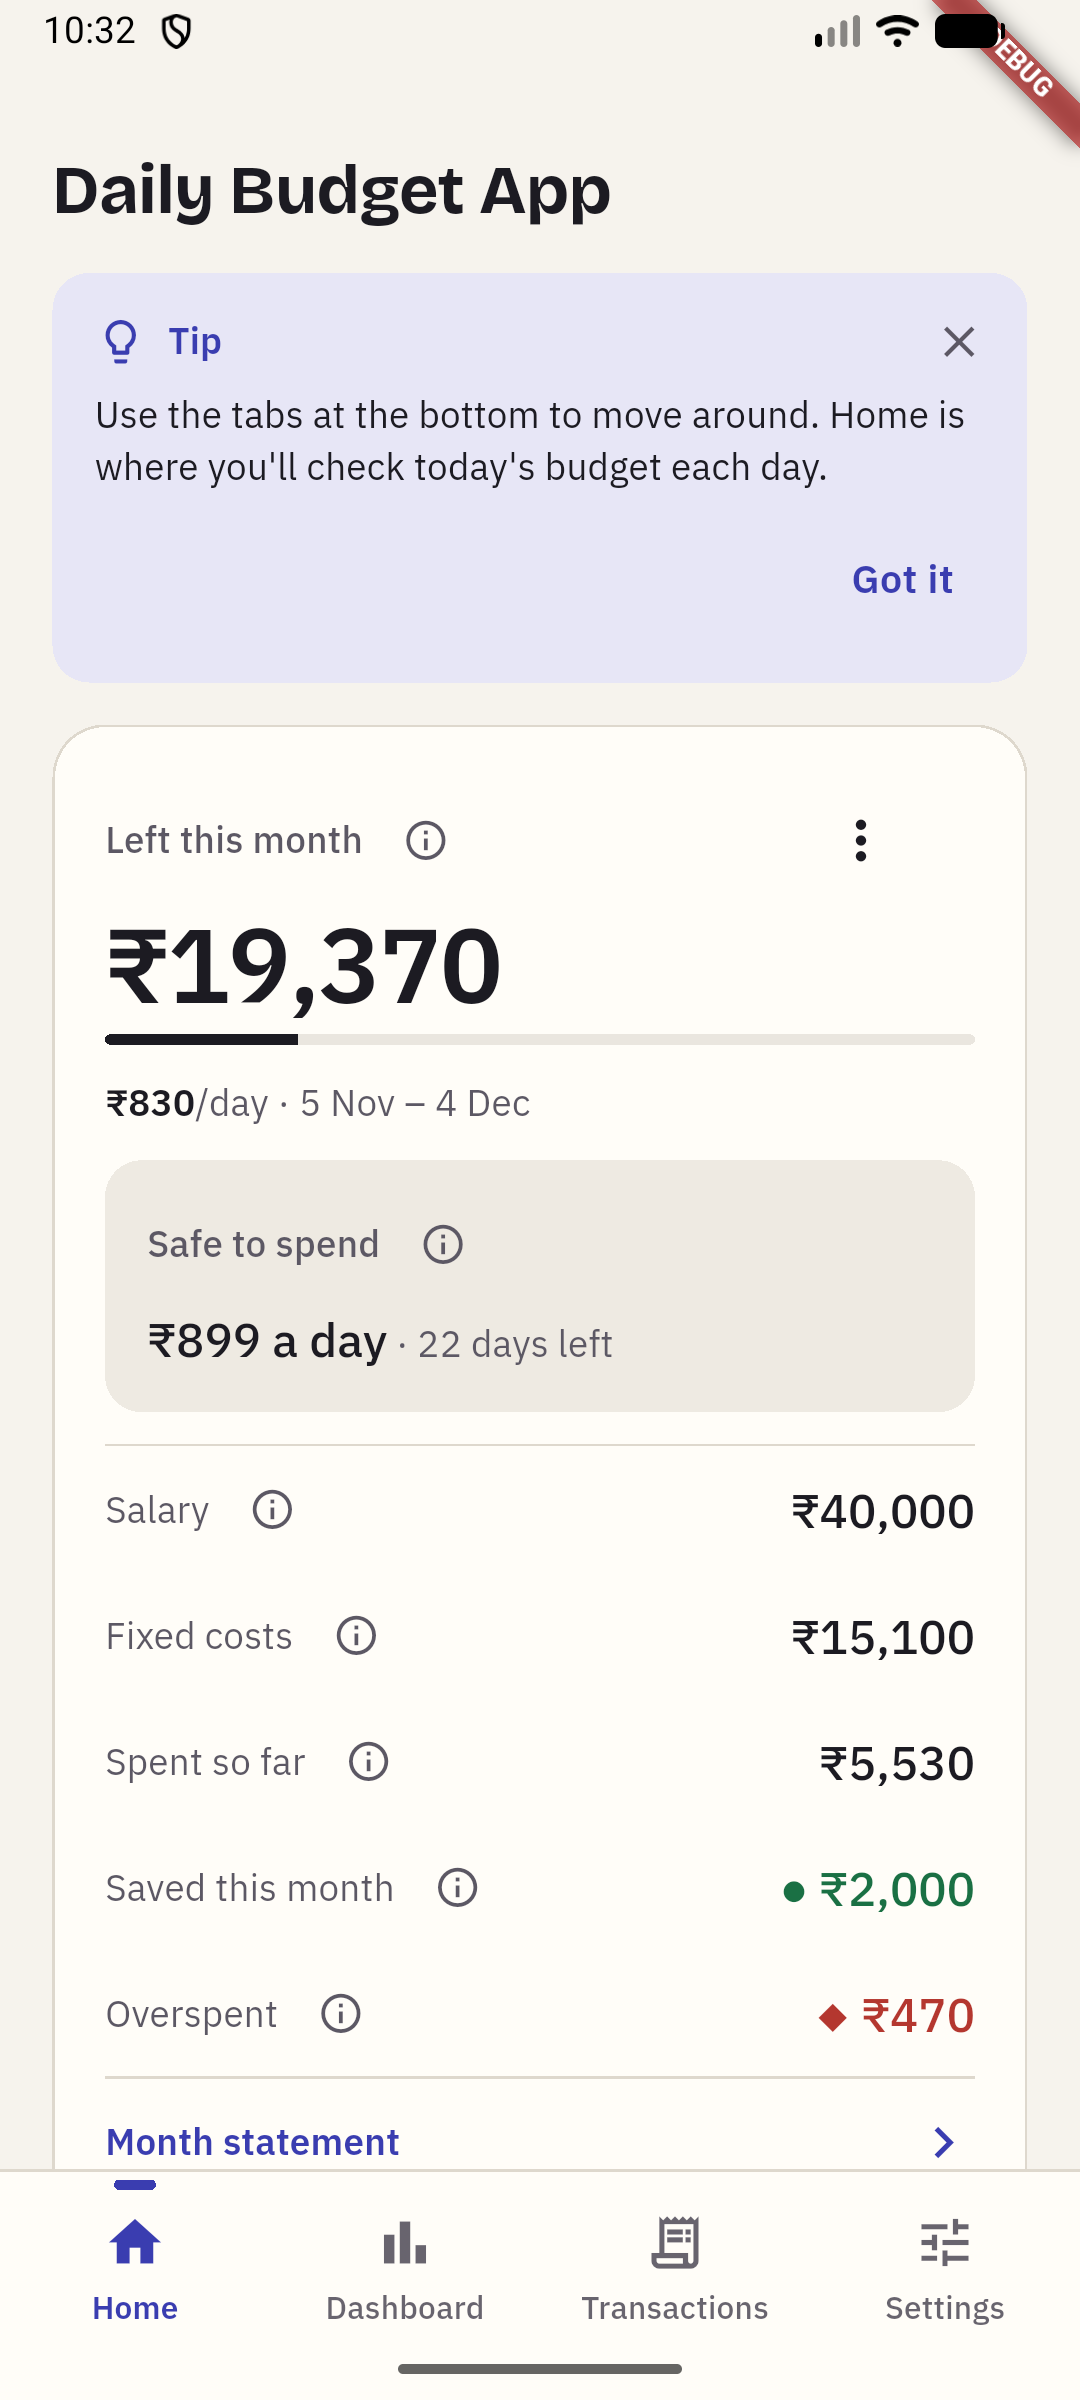 10:32
EBUG
Daily Budget App
Tip
Use the tabs at the bottom to move around. Home is
where you'll check today's budget each day.
Got it
Left this month
₹19,370
₹830/day · 5 Nov – 4 Dec
Safe to spend
₹899 a day · 22 days left
Salary ₹40,000
Fixed costs ₹15,100
Spent so far ₹5,530
Saved this month ₹2,000
Overspent ₹470
Month statement
Home Dashboard Transactions Settings